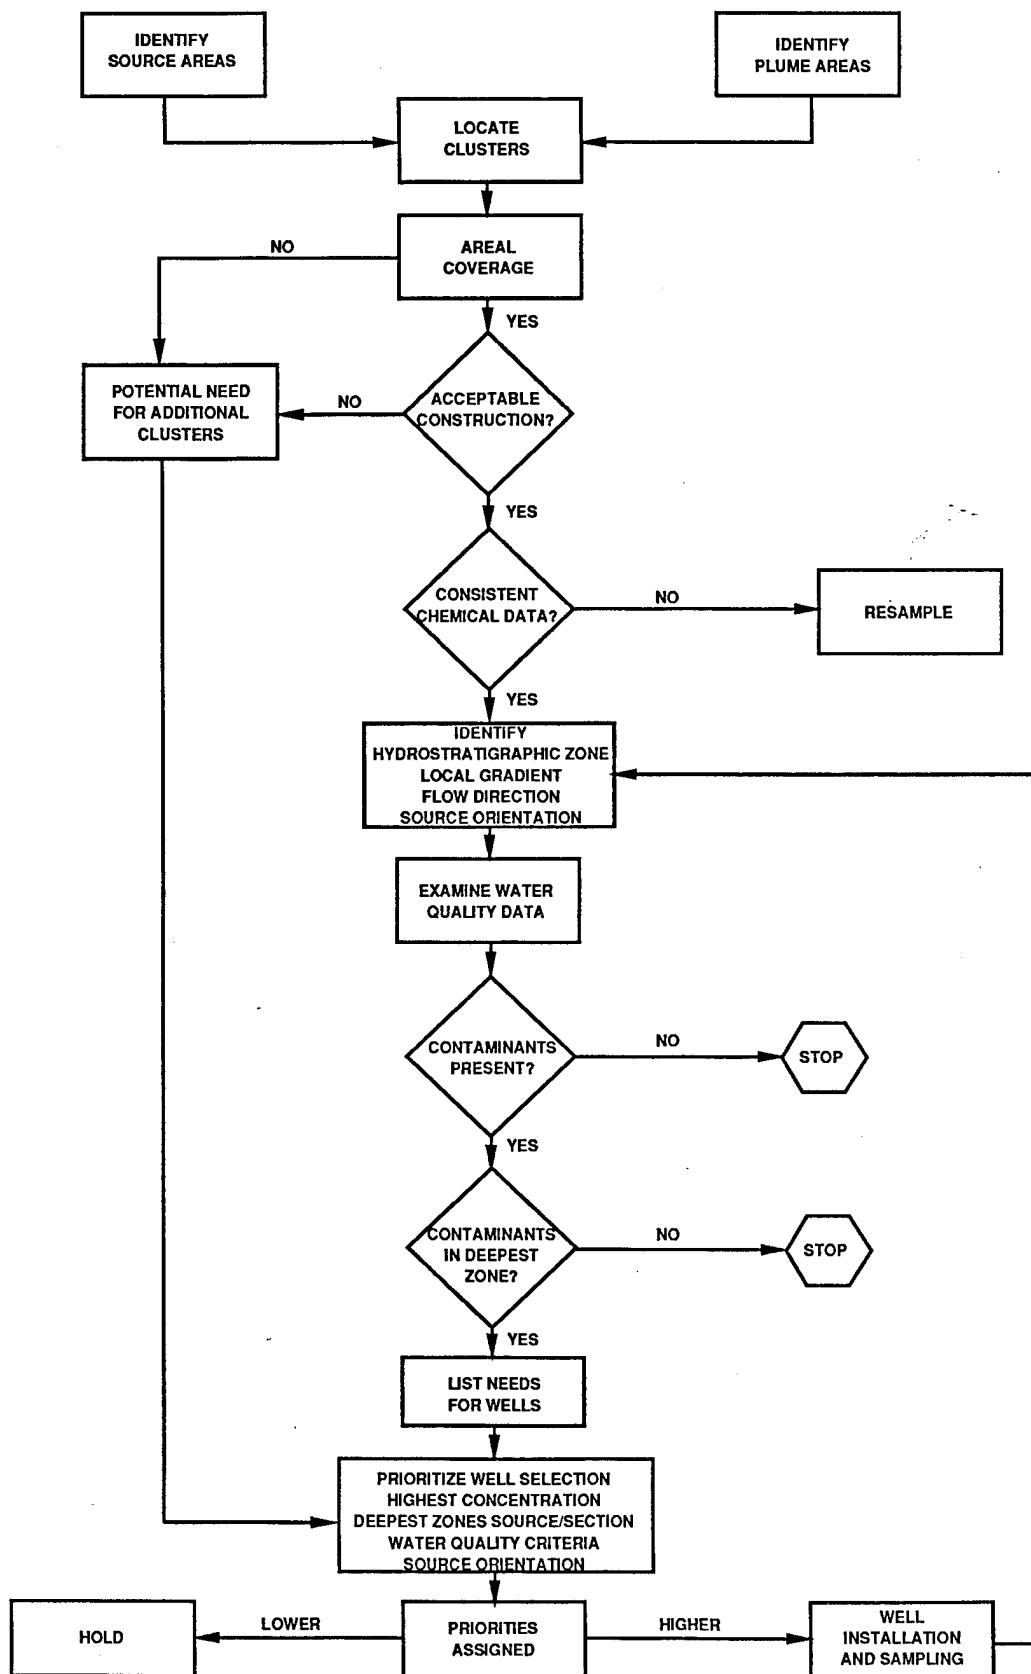 IDENTIFY
SOURCE AREAS
IDENTIFY
PLUME AREAS
LOCATE
CLUSTERS
NO
AREAL
COVERAGE
YES
POTENTIAL NEED
FOR ADDITIONAL
CLUSTERS
NO
ACCEPTABLE
CONSTRUCTION?
YES
CONSISTENT
CHEMICAL DATA?
NO
RESAMPLE
YES
IDENTIFY
HYDROSTRATIGRAPHIC ZONE
LOCAL GRADIENT
FLOW DIRECTION
SOURCE ORIENTATION
EXAMINE WATER
QUALITY DATA
CONTAMINANTS
PRESENT?
NO
STOP
YES
CONTAMINANTS
IN DEEPEST
ZONE?
NO
STOP
YES
LIST NEEDS
FOR WELLS
PRIORITIZE WELL SELECTION
HIGHEST CONCENTRATION
DEEPEST ZONES SOURCE/SECTION
WATER QUALITY CRITERIA
SOURCE ORIENTATION
HOLD
LOWER
PRIORITIES
ASSIGNED
HIGHER
WELL
INSTALLATION
AND SAMPLING